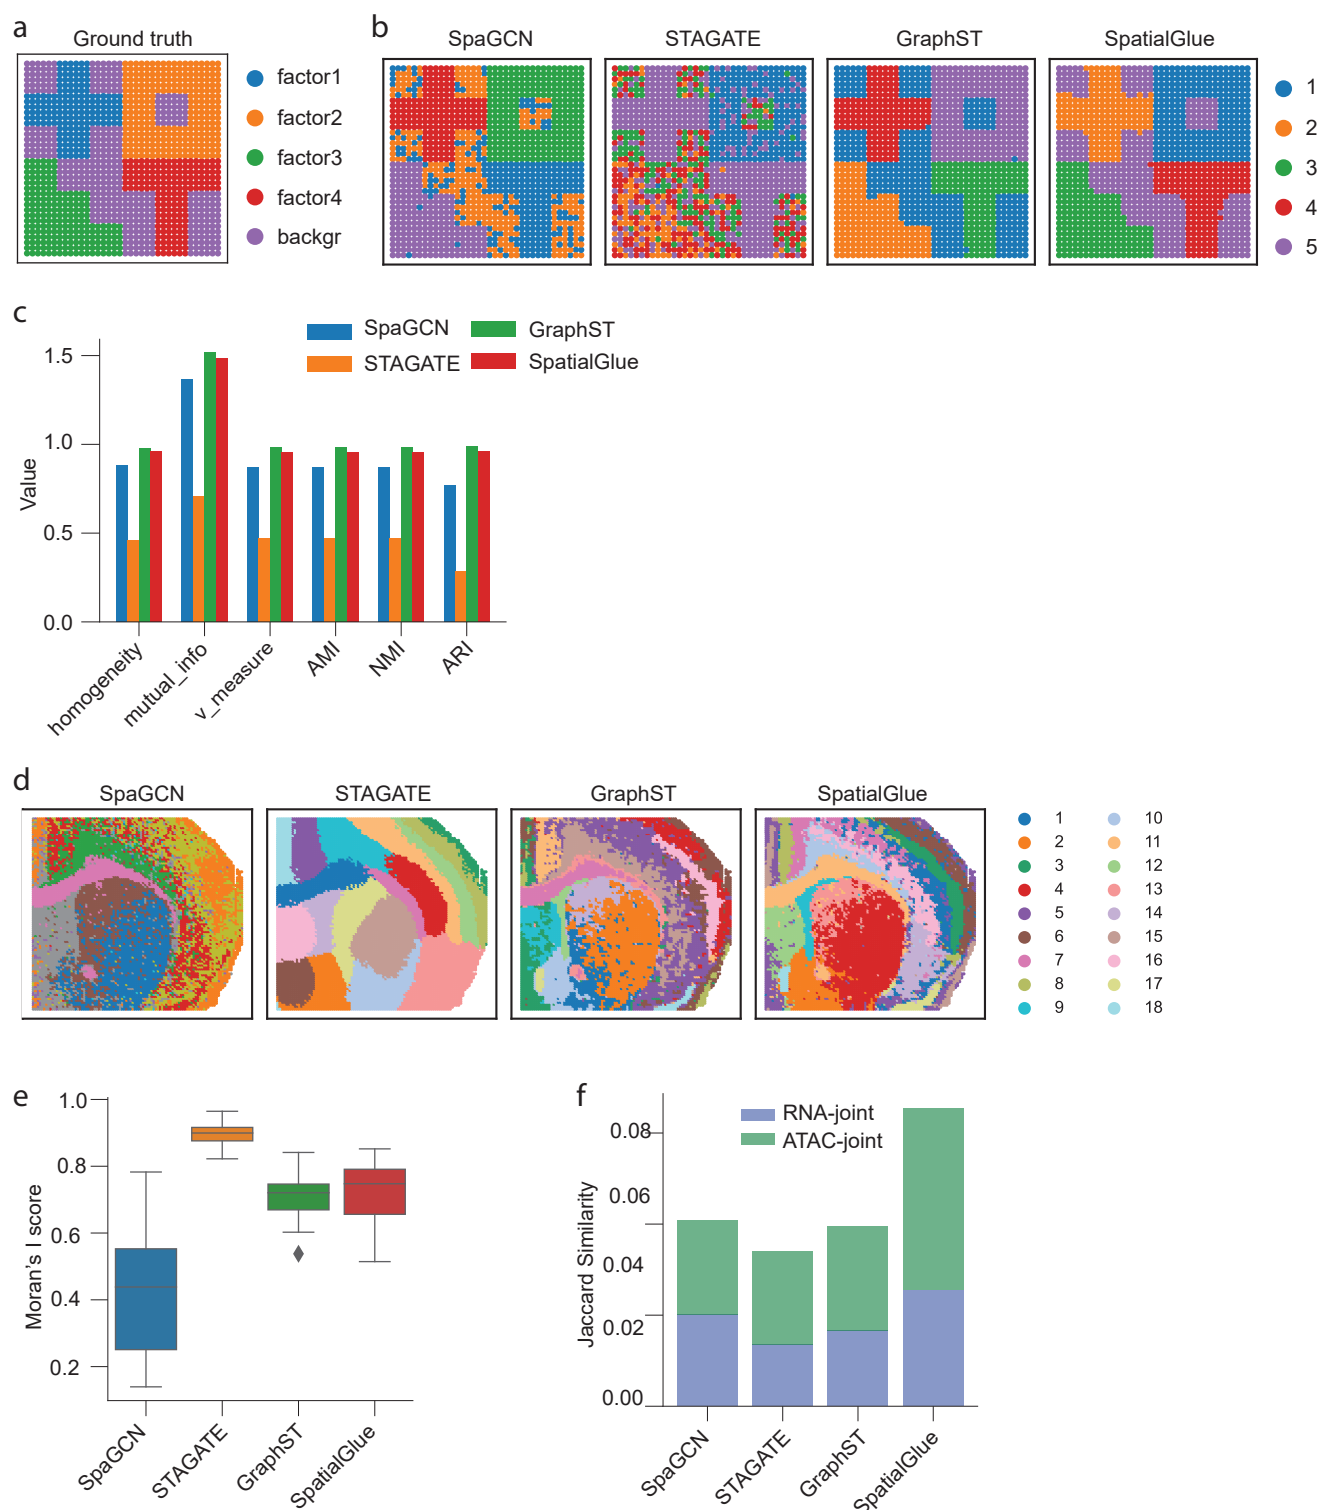 a
Ground truth
factor1
factor2
factor3
factor4
backgr
b
SpaGCN
STAGATE
GraphST
SpatialGlue
1
2
3
4
5
c
SpaGCN
STAGATE
GraphST
SpatialGlue
Value
1.5
1.0
0.5
0.0
homogeneity
mutual_info
v_measure
AMI
NMI
ARI
d
SpaGCN
STAGATE
GraphST
SpatialGlue
1
2
3
4
5
6
7
8
9
10
11
12
13
14
15
16
17
18
e
Moran's I score
1.0
0.8
0.6
0.4
0.2
SpaGCN
STAGATE
GraphST
SpatialGlue
f
RNA-joint
ATAC-joint
Jaccard Similarity
0.08
0.06
0.04
0.02
0.00
SpaGCN
STAGATE
GraphST
SpatialGlue